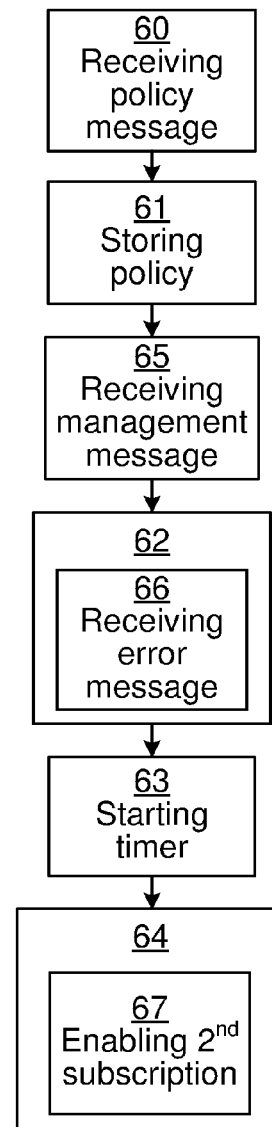 60
Receiving
policy
message
61
Storing
policy
65
Receiving
management
message
62
66
Receiving
error
message
63
Starting
timer
64
67
Enabling 2nd
subscription